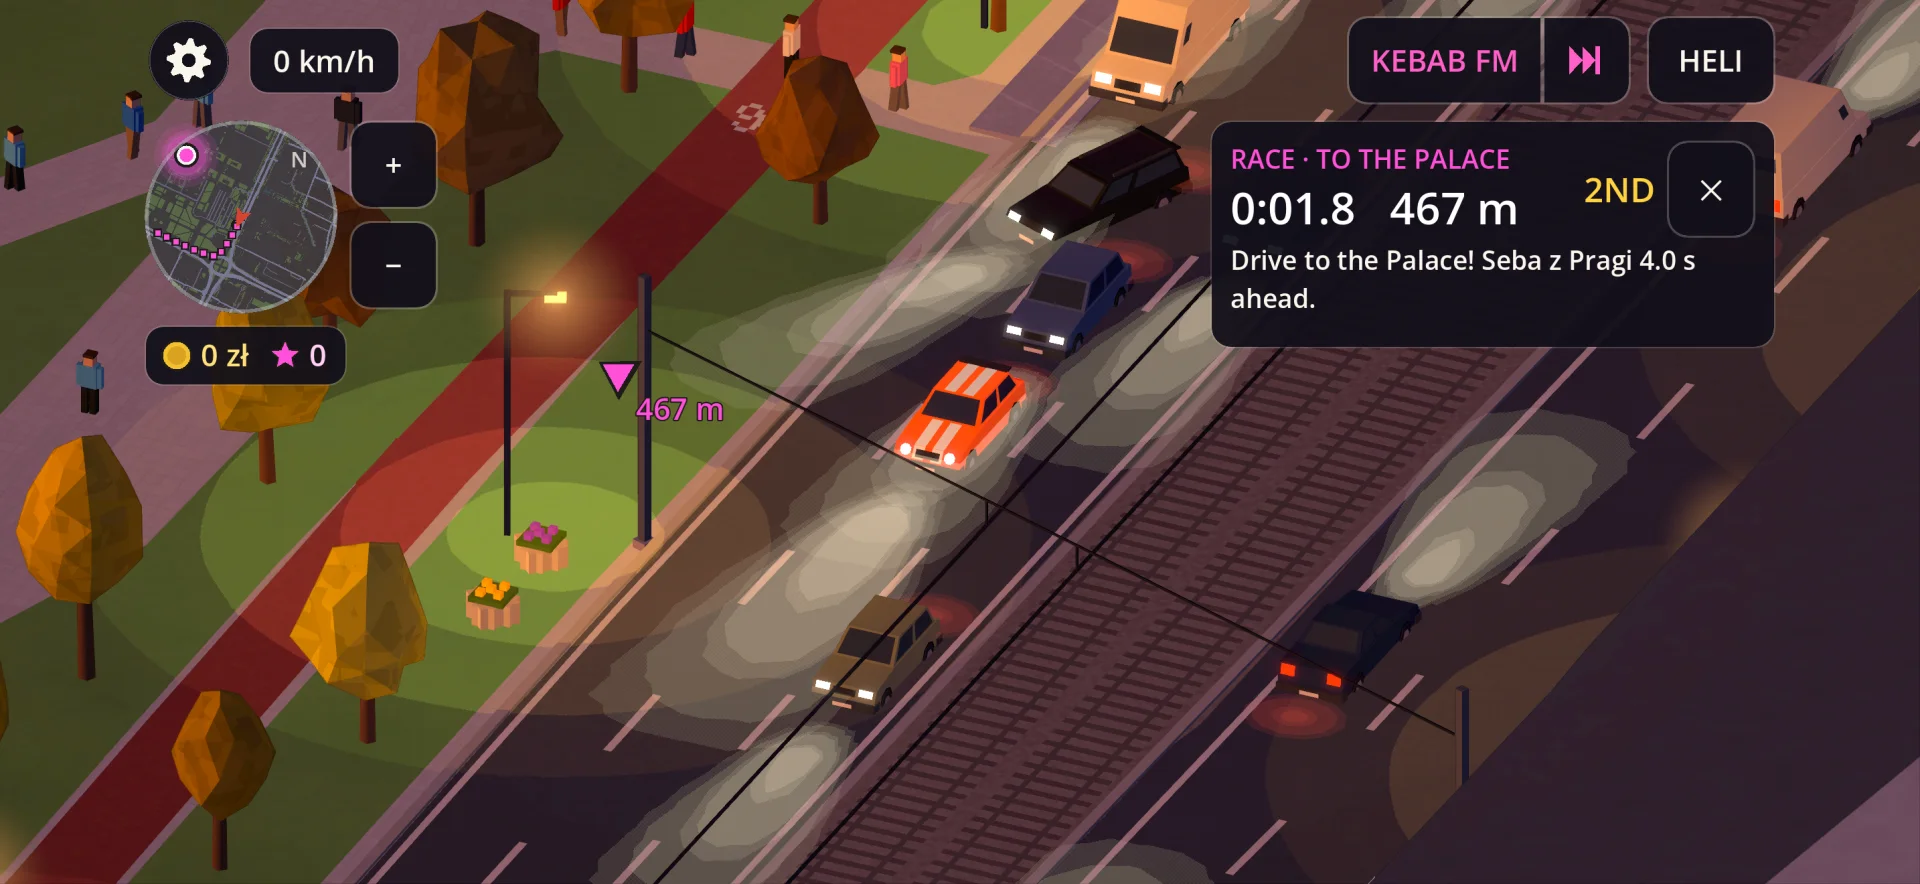 0 km/h
KEBAB FM
HELI
N
+
−
RACE · TO THE PALACE
0:01.8 467 m
2ND
Drive to the Palace! Seba z Pragi 4.0 s
ahead.
0 zł
0
467 m